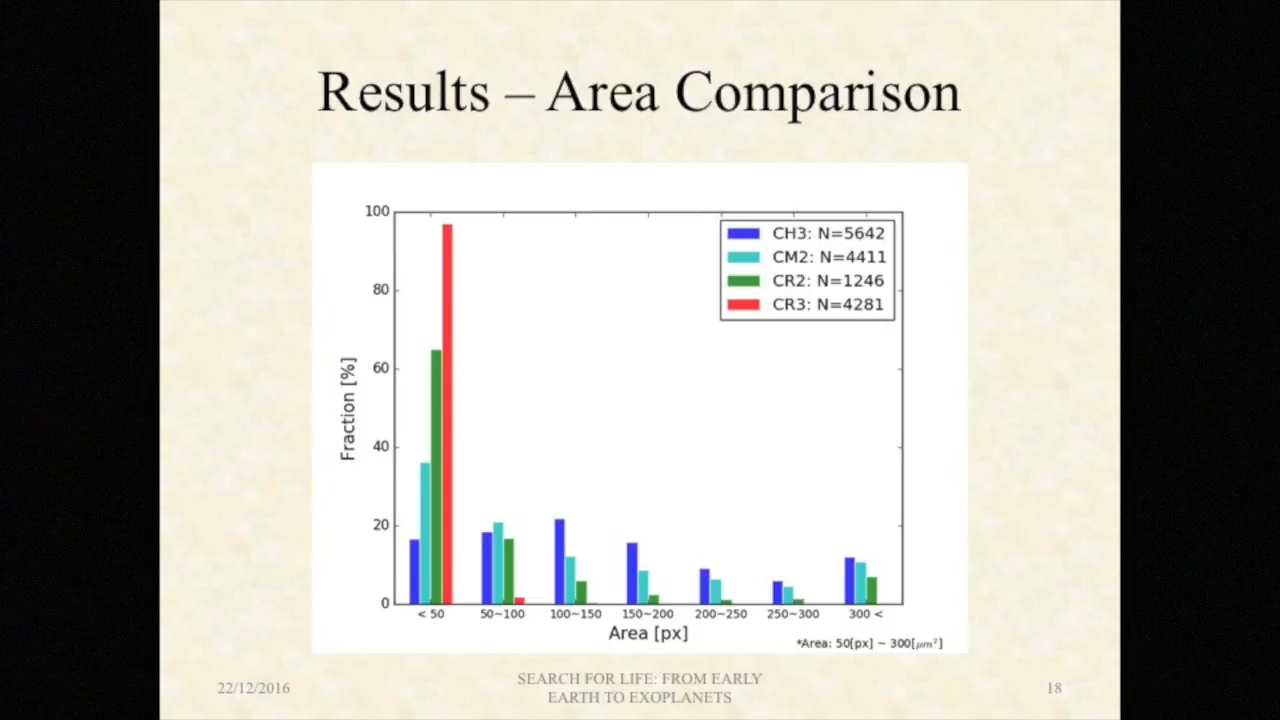 Results – Area Comparison
100
80
60
40
20
0
Fraction [%]
CH3: N=5642
CM2: N=4411
CR2: N=1246
CR3: N=4281
< 50 50~100 100~150 150~200 200~250 250~300 300 <
Area [px]
*Area: 50[px] ~ 300[μm²]
22/12/2016
SEARCH FOR LIFE: FROM EARLY
EARTH TO EXOPLANETS
18